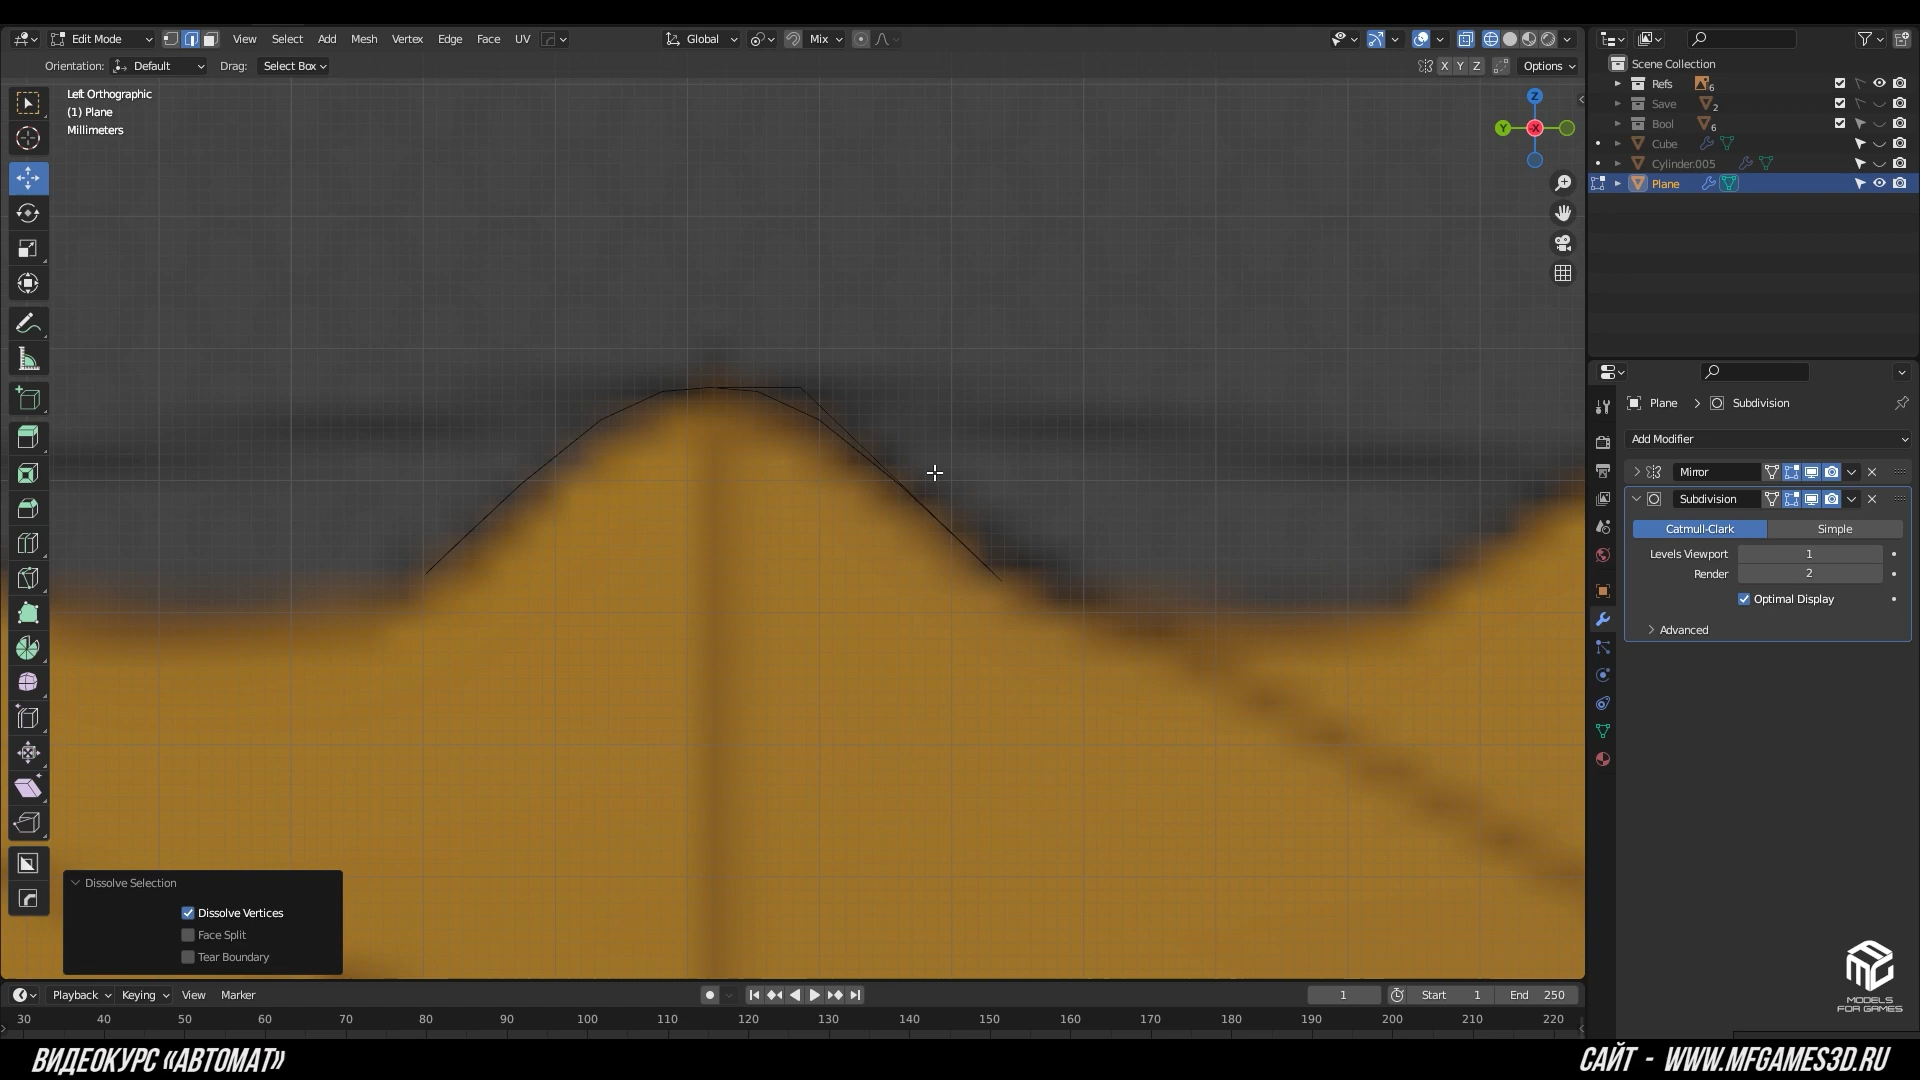 Edit Mode View Select Add Mesh Vertex Edge Face UV Global Mix
Orientation: Default Drag: Select Box X Y Z Options
Left Orthographic
(1) Plane
Millimeters
Z
Y -X
Scene Collection
Refs 6
Save 2
Bool 6
Cube
Cylinder.005
Plane
Plane > Subdivision
Add Modifier
Mirror
Subdivision
Catmull-Clark Simple
Levels Viewport 1
Render 2
Optimal Display
Advanced
Dissolve Selection
Dissolve Vertices
Face Split
Tear Boundary
Playback Keying View Marker 1 Start 1 End 250
30 40 50 60 70 80 90 100 110 120 130 140 150 160 170 180 190 200 210 220
MODELS
FOR GAMES
ВИДЕОКУРС «АВТОМАТ» САЙТ - WWW.MFGAMES3D.RU